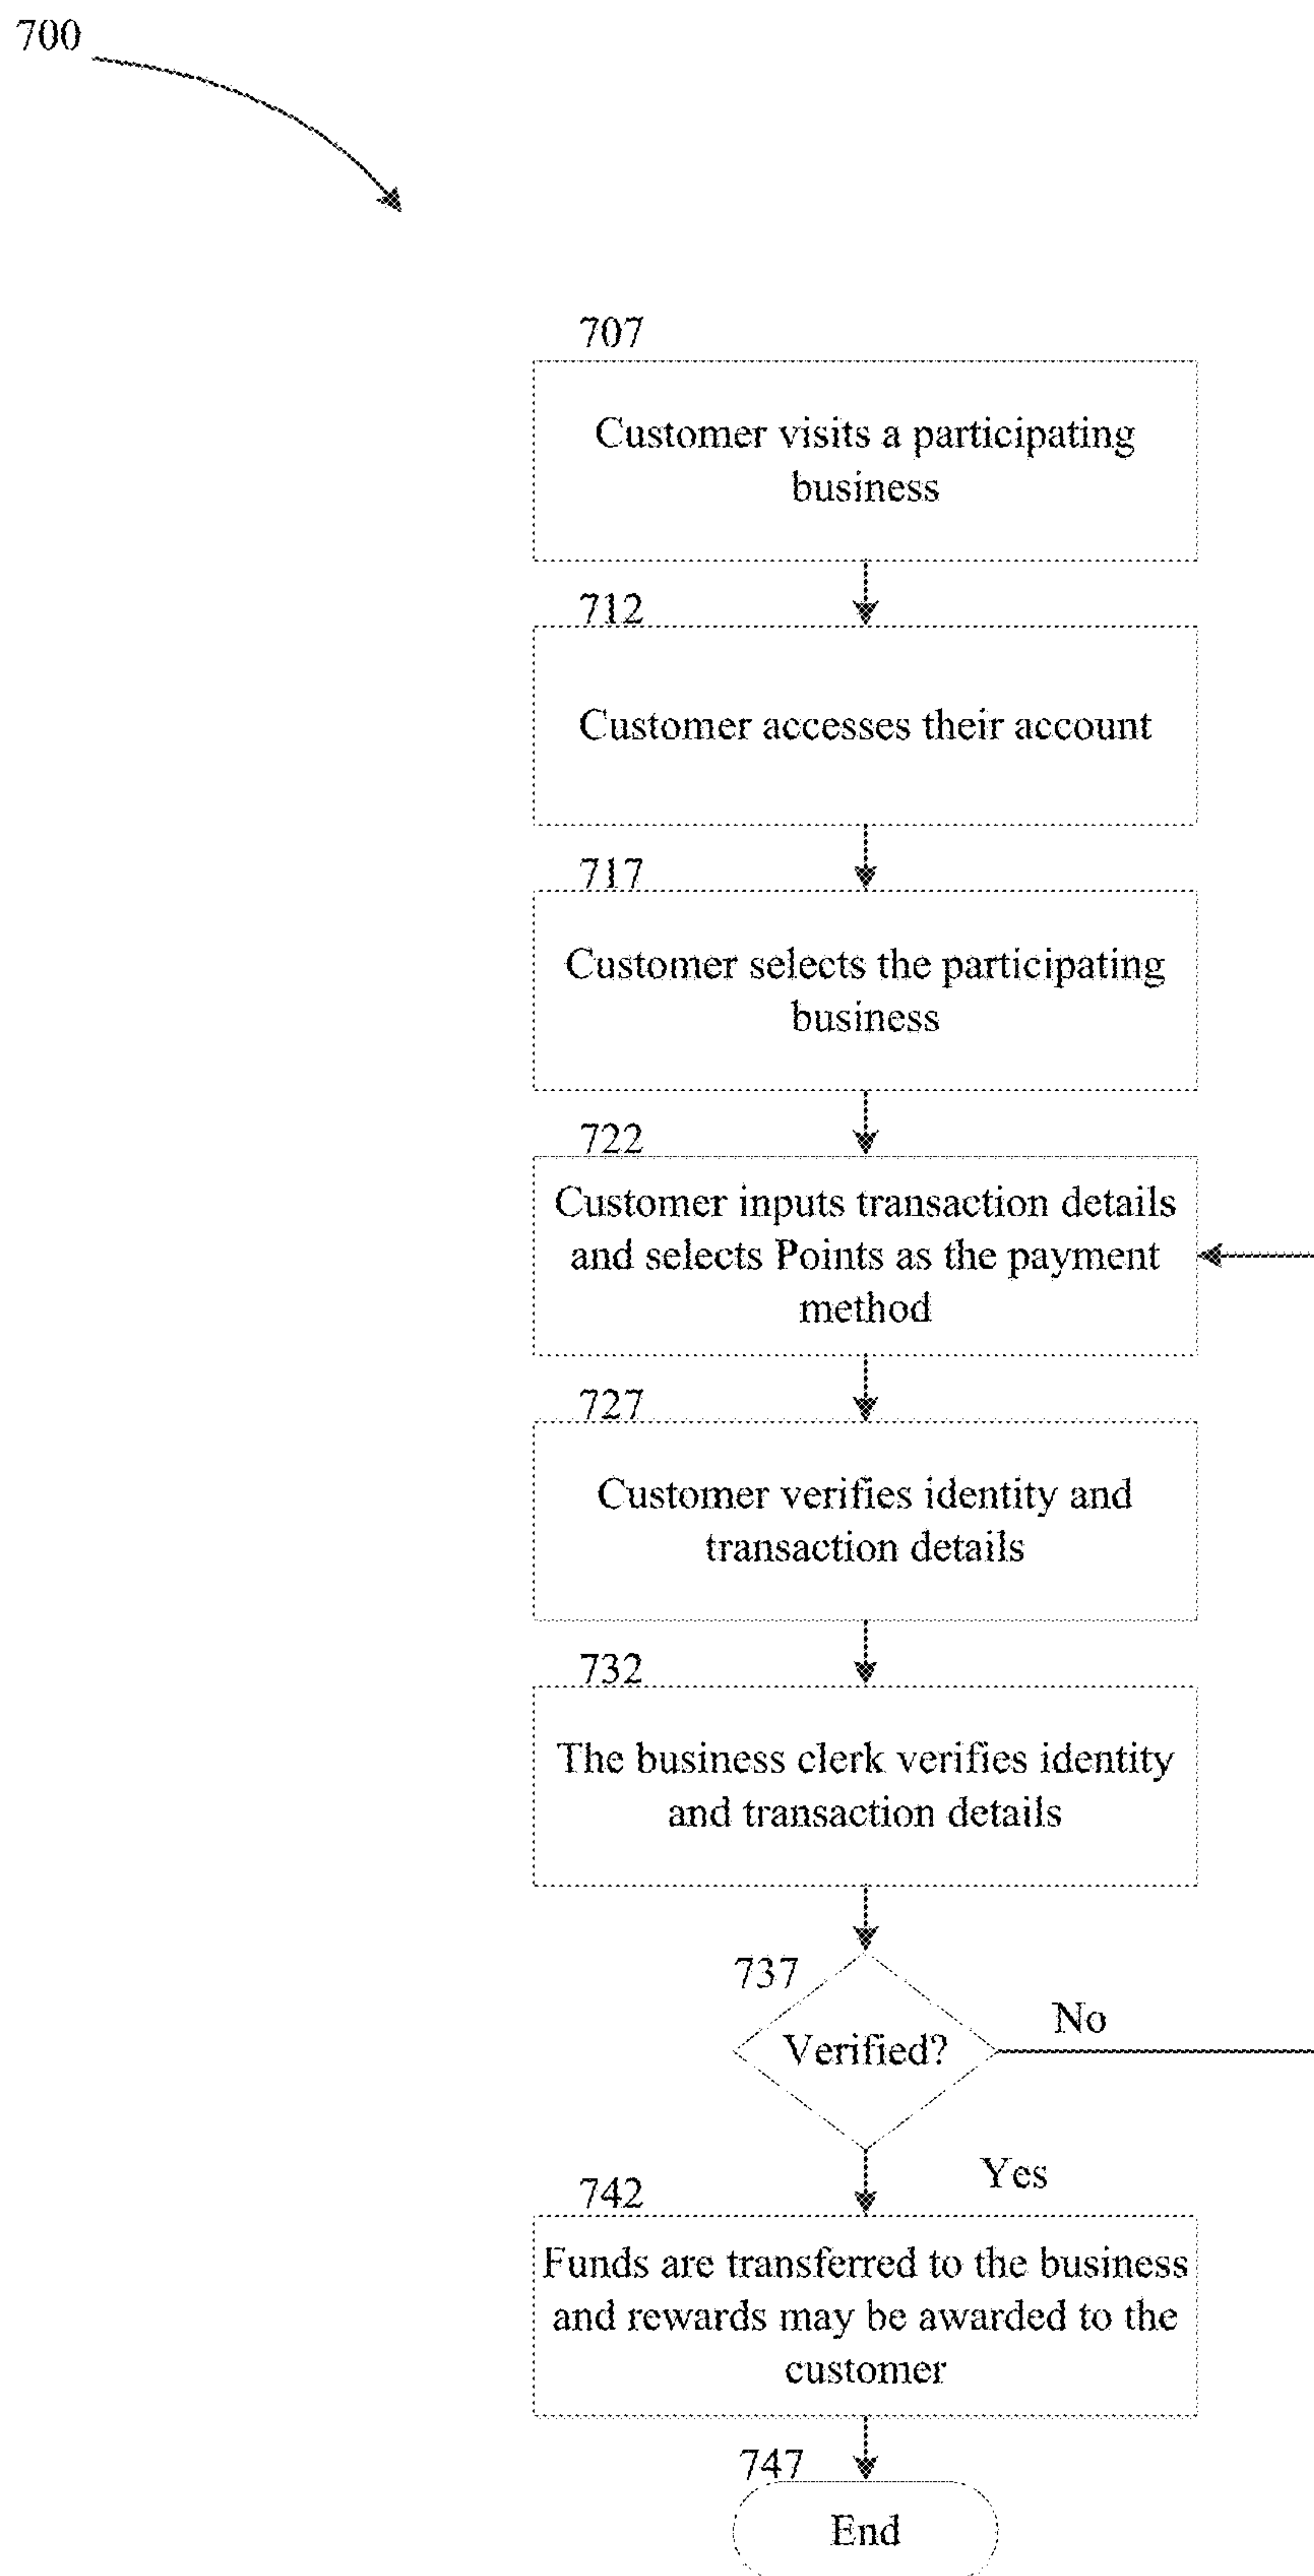 700
707
Customer visits a participating
business
712
Customer accesses their account
717
Customer selects the participating
business
722
Customer inputs transaction details
and selects Points as the payment
method
727
Customer verifies identity and
transaction details
732
The business clerk verifies identity
and transaction details
737
Verified?
No
Yes
742
Funds are transferred to the business
and rewards may be awarded to the
customer
747
End